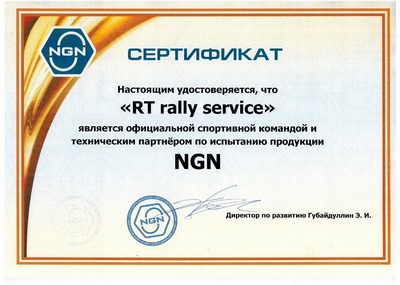 NGN
СЕРТИФИКАТ
Настоящим удостоверяется, что
«RT rally service»
является официальной спортивной командой и
техническим партнёром по испытанию продукции
NGN
NGN
Директор по развитию Губайдуллин Э. И.